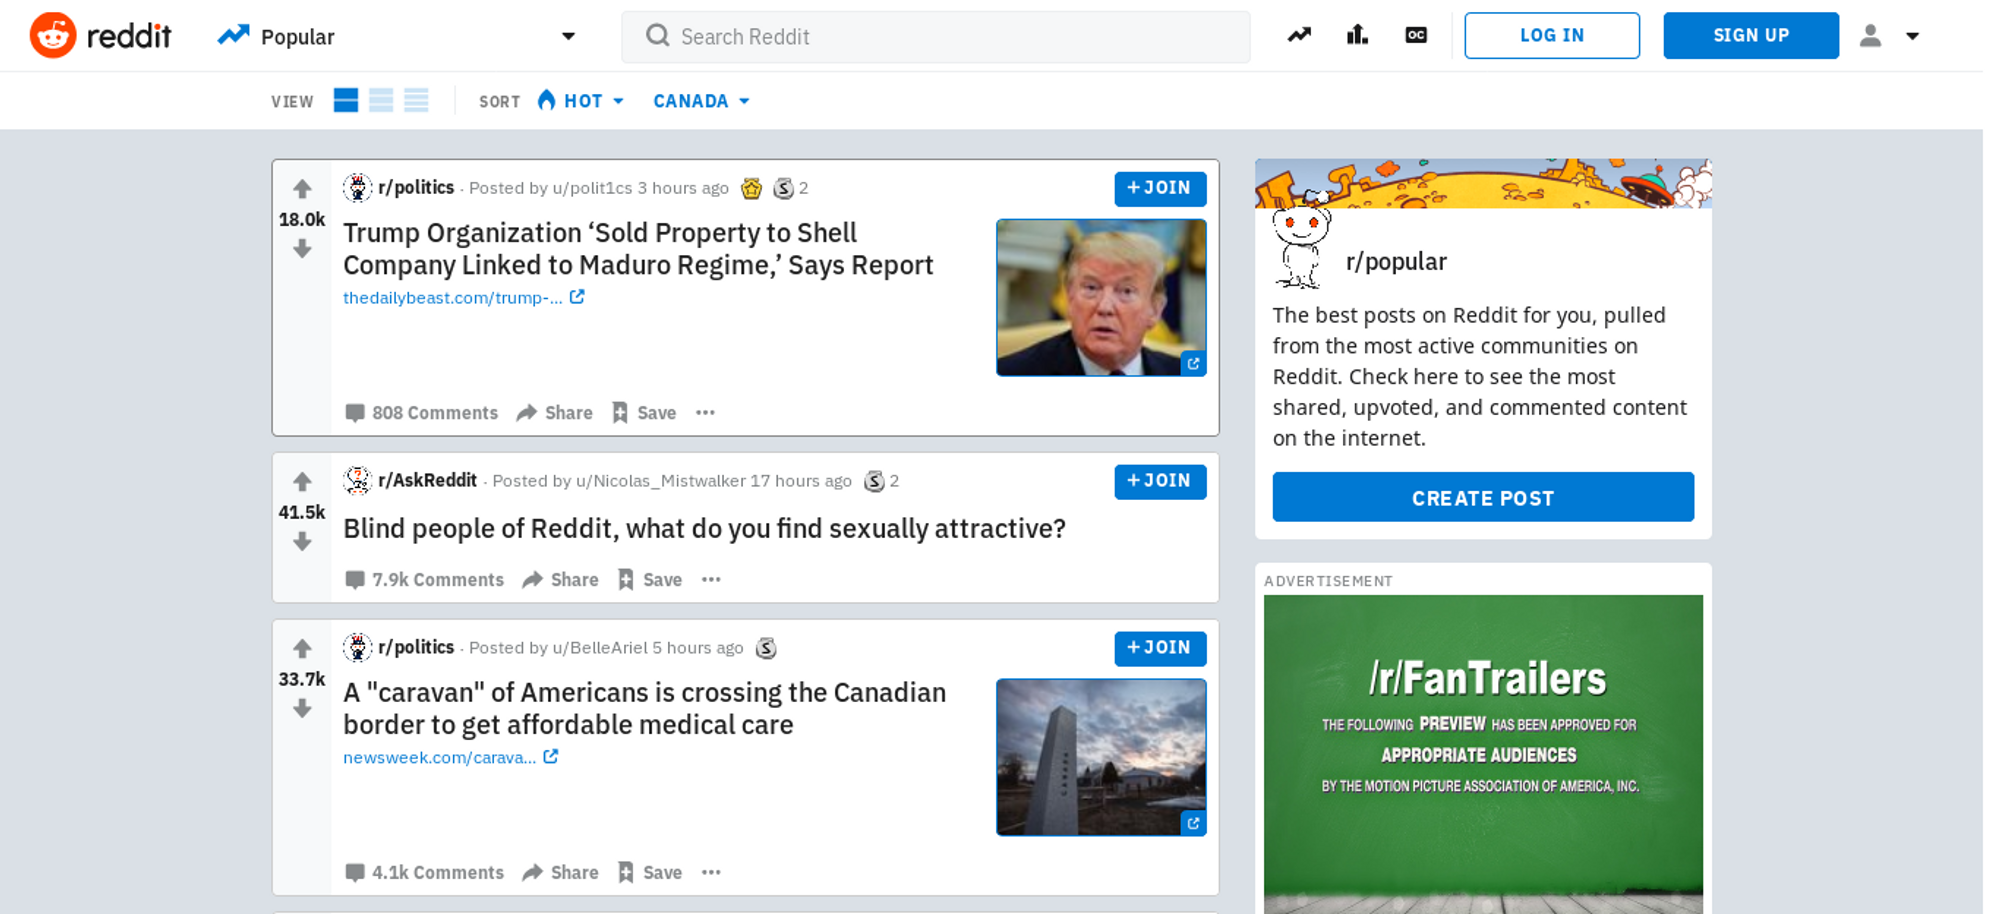 reddit
Popular
Search Reddit
OC
LOG IN
SIGN UP
VIEW
SORT
HOT
CANADA
r/politics · Posted by u/polit1cs 3 hours ago
S 2
+ JOIN
18.0k
Trump Organization ‘Sold Property to Shell
Company Linked to Maduro Regime,’ Says Report
thedailybeast.com/trump-...
808 Comments
Share
Save
r/AskReddit · Posted by u/Nicolas_Mistwalker 17 hours ago
S 2
+ JOIN
41.5k
Blind people of Reddit, what do you find sexually attractive?
7.9k Comments
Share
Save
r/politics · Posted by u/BelleAriel 5 hours ago
S
+ JOIN
33.7k
A "caravan" of Americans is crossing the Canadian
border to get affordable medical care
newsweek.com/carava...
CANADA
4.1k Comments
Share
Save
r/popular
The best posts on Reddit for you, pulled
from the most active communities on
Reddit. Check here to see the most
shared, upvoted, and commented content
on the internet.
CREATE POST
ADVERTISEMENT
/r/FanTrailers
THE FOLLOWING PREVIEW HAS BEEN APPROVED FOR
APPROPRIATE AUDIENCES
BY THE MOTION PICTURE ASSOCIATION OF AMERICA, INC.